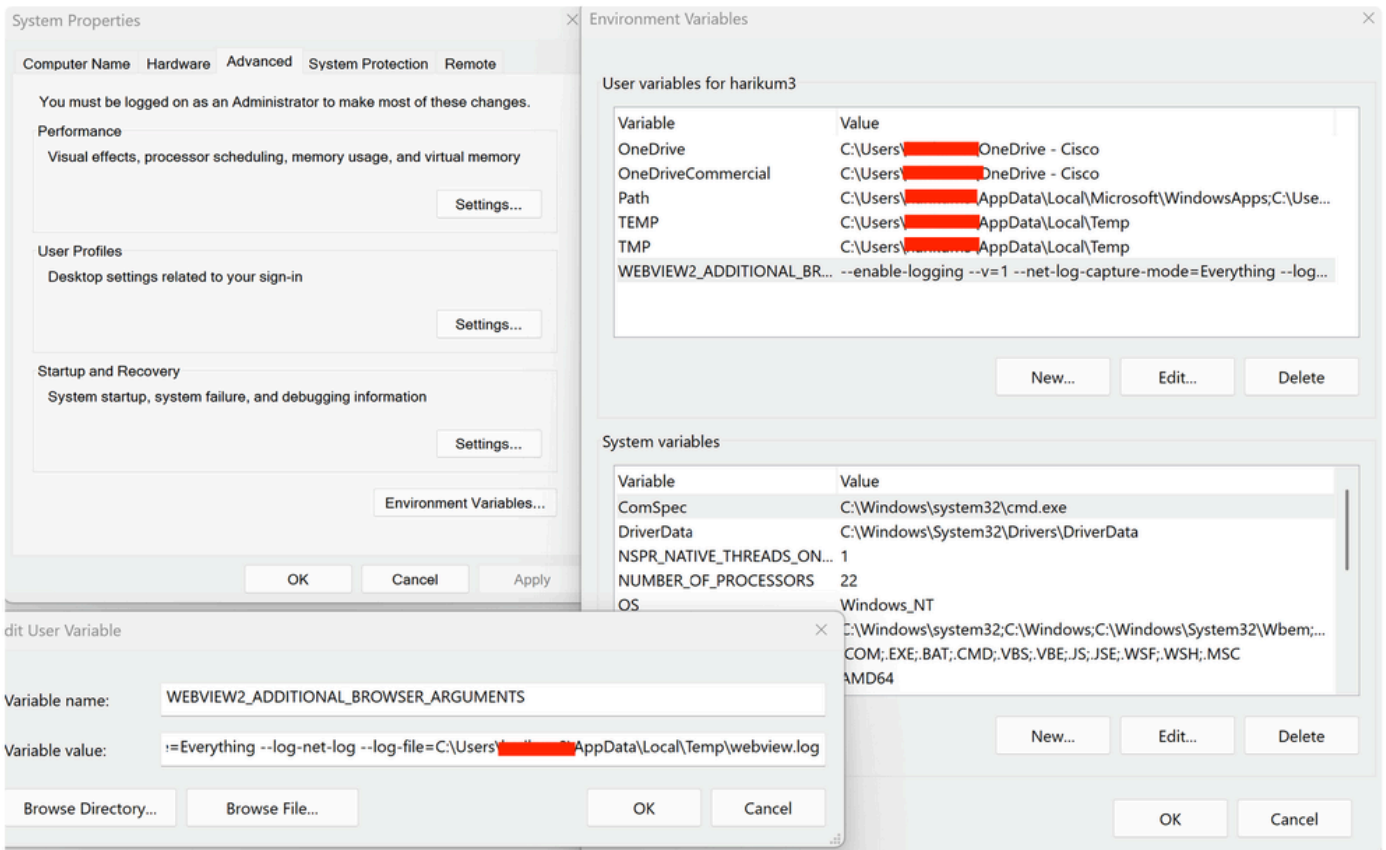 System Properties
Computer Name Hardware Advanced System Protection Remote
You must be logged on as an Administrator to make most of these changes.
Performance
Visual effects, processor scheduling, memory usage, and virtual memory
Settings...
User Profiles
Desktop settings related to your sign-in
Settings...
Startup and Recovery
System startup, system failure, and debugging information
Settings...
Environment Variables...
OK Cancel Apply
Environment Variables
User variables for harikum3
Variable Value
OneDrive C:\Users\ OneDrive - Cisco
OneDriveCommercial C:\Users\ OneDrive - Cisco
Path C:\Users\ AppData\Local\Microsoft\WindowsApps;C:\Use...
TEMP C:\Users\ AppData\Local\Temp
TMP C:\Users\ AppData\Local\Temp
WEBVIEW2_ADDITIONAL_BR... --enable-logging --v=1 --net-log-capture-mode=Everything --log...
New... Edit... Delete
System variables
Variable Value
ComSpec C:\Windows\system32\cmd.exe
DriverData C:\Windows\System32\Drivers\DriverData
NSPR_NATIVE_THREADS_ON... 1
NUMBER_OF_PROCESSORS 22
OS Windows_NT
C:\Windows\system32;C:\Windows;C:\Windows\System32\Wbem;...
.COM;.EXE;.BAT;.CMD;.VBS;.VBE;.JS;.JSE;.WSF;.WSH;.MSC
AMD64
New... Edit... Delete
OK Cancel
dit User Variable
Variable name: WEBVIEW2_ADDITIONAL_BROWSER_ARGUMENTS
Variable value: =Everything --log-net-log --log-file=C:\Users\ \AppData\Local\Temp\webview.log
Browse Directory... Browse File... OK Cancel